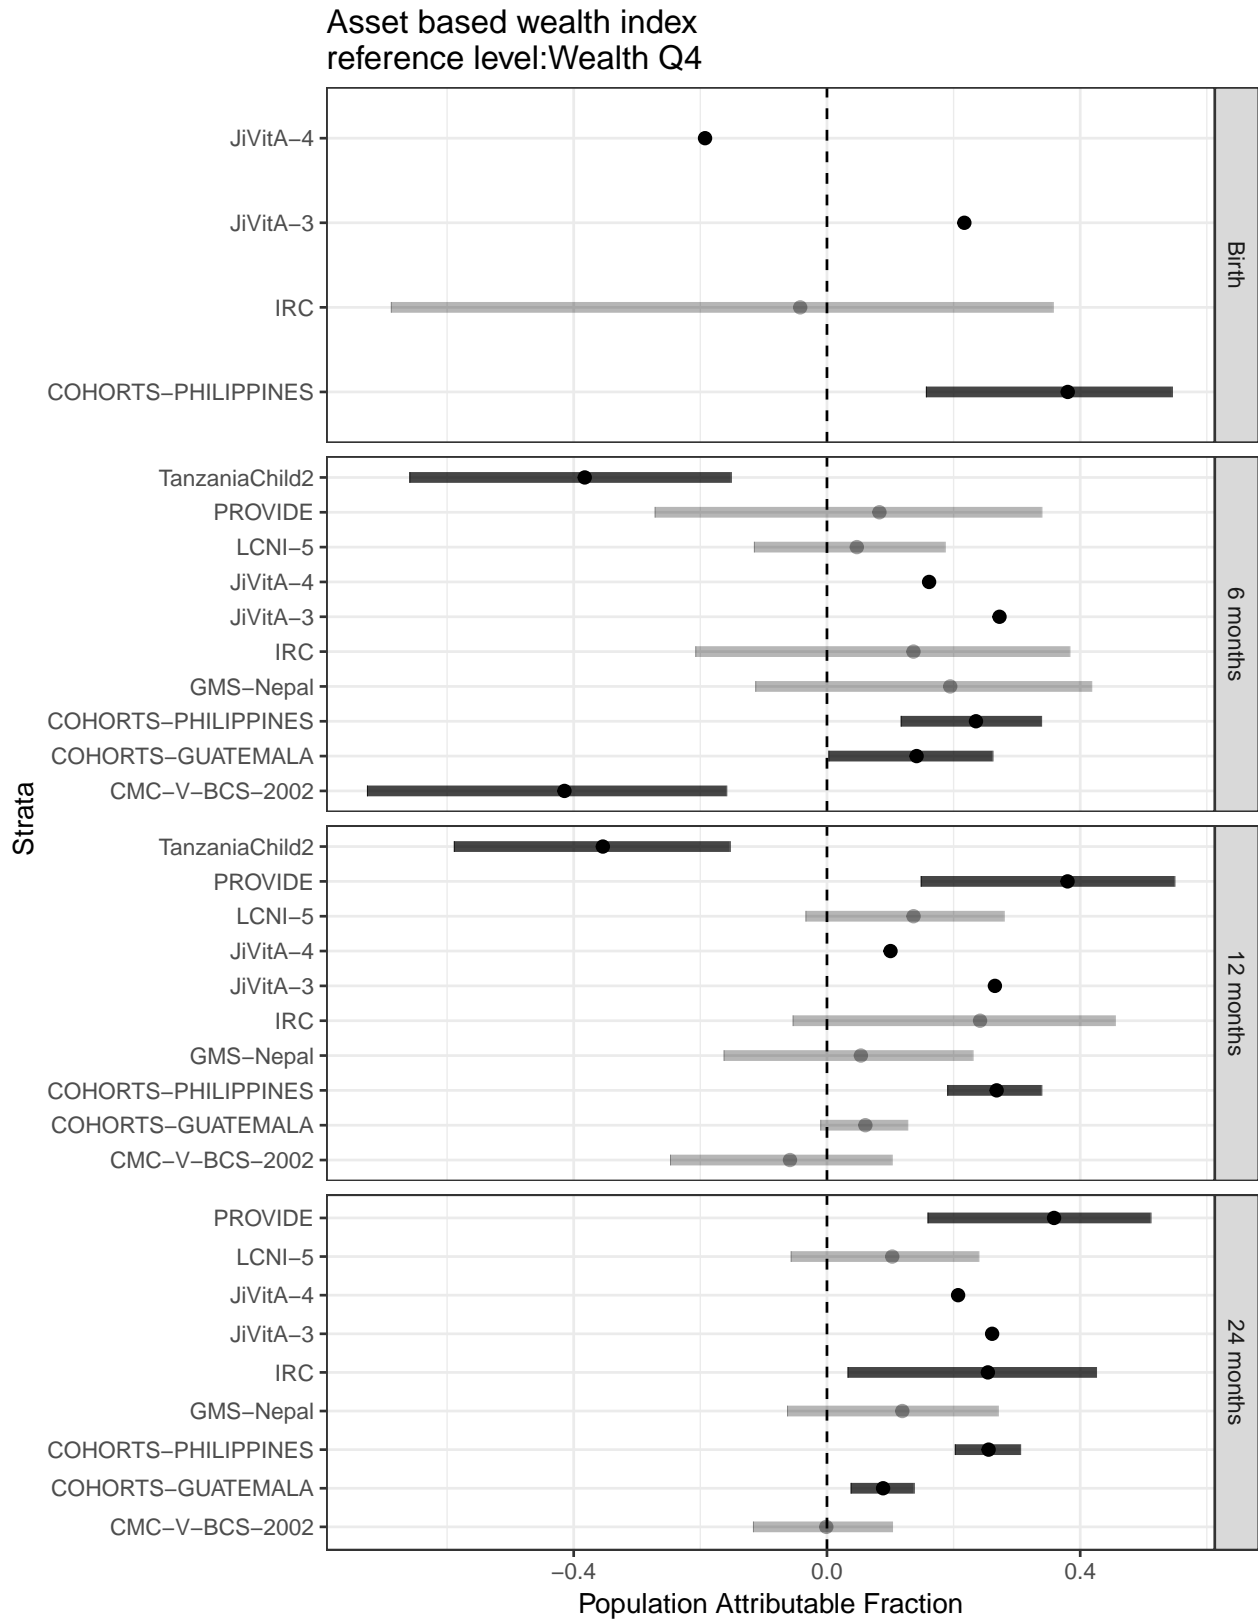 Asset based wealth index
reference level:Wealth Q4
Strata
JiVitA−4
JiVitA−3
IRC
COHORTS−PHILIPPINES
Birth
TanzaniaChild2
PROVIDE
LCNI−5
JiVitA−4
JiVitA−3
IRC
GMS−Nepal
COHORTS−PHILIPPINES
COHORTS−GUATEMALA
CMC−V−BCS−2002
6 months
TanzaniaChild2
PROVIDE
LCNI−5
JiVitA−4
JiVitA−3
IRC
GMS−Nepal
COHORTS−PHILIPPINES
COHORTS−GUATEMALA
CMC−V−BCS−2002
12 months
PROVIDE
LCNI−5
JiVitA−4
JiVitA−3
IRC
GMS−Nepal
COHORTS−PHILIPPINES
COHORTS−GUATEMALA
CMC−V−BCS−2002
24 months
−0.4 0.0 0.4
Population Attributable Fraction